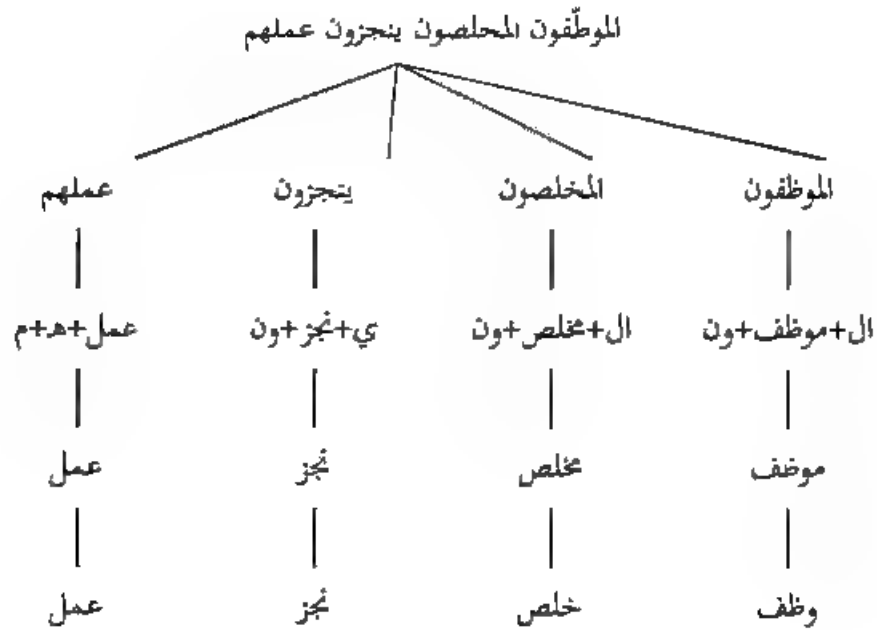 الموظّفون المخلصون ينجزون عملهم
الموظفون المخلصون ينجزون عملهم
ال+موظف+ون ال+مخلص+ون ي+نجز+ون عمل+ه+م
موظف مخلص نجز عمل
وظف خلص نجز عمل